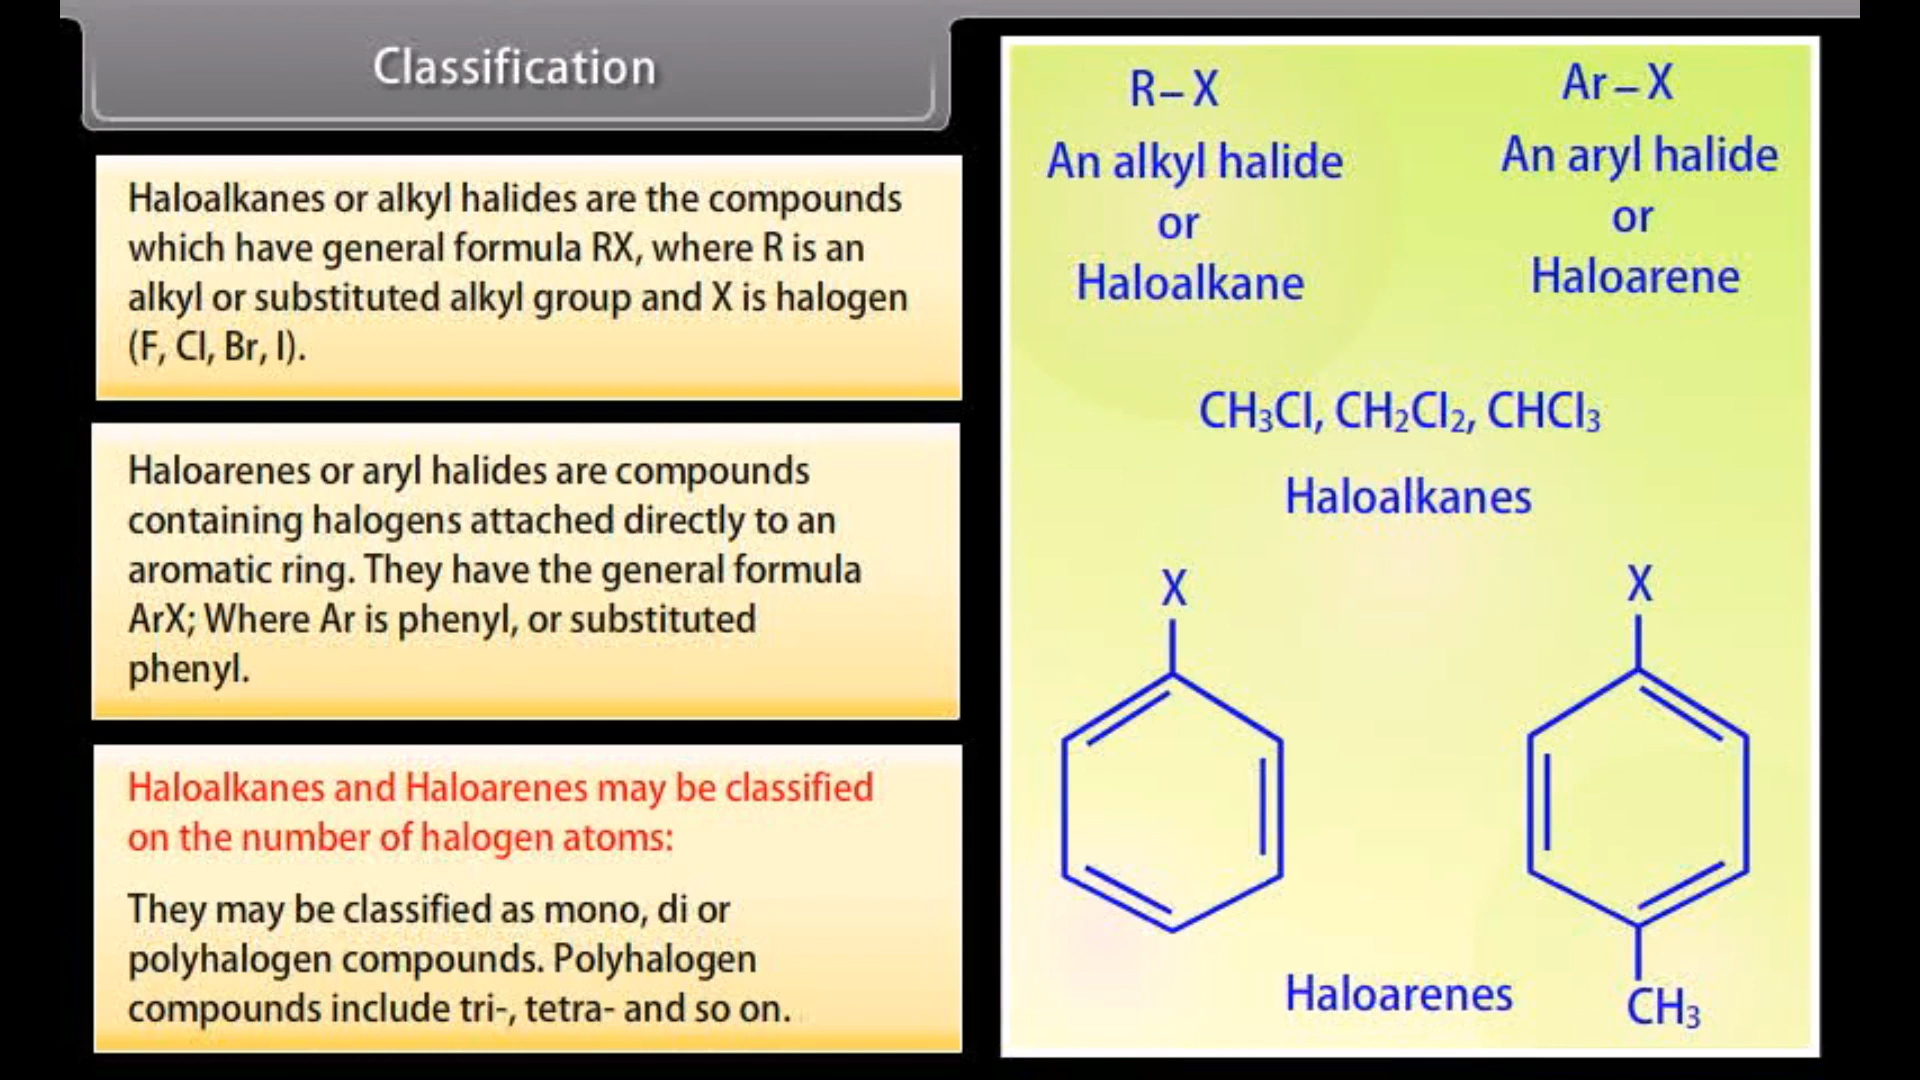 Classification
Haloalkanes or alkyl halides are the compounds
which have general formula RX, where R is an
alkyl or substituted alkyl group and X is halogen
(F, Cl, Br, I).
Haloarenes or aryl halides are compounds
containing halogens attached directly to an
aromatic ring. They have the general formula
ArX; Where Ar is phenyl, or substituted
phenyl.
Haloalkanes and Haloarenes may be classified
on the number of halogen atoms:
They may be classified as mono, di or
polyhalogen compounds. Polyhalogen
compounds include tri-, tetra- and so on.
R–X
An alkyl halide
or
Haloalkane
Ar–X
An aryl halide
or
Haloarene
CH₃Cl, CH₂Cl₂, CHCl₃
Haloalkanes
X
X
CH₃
Haloarenes